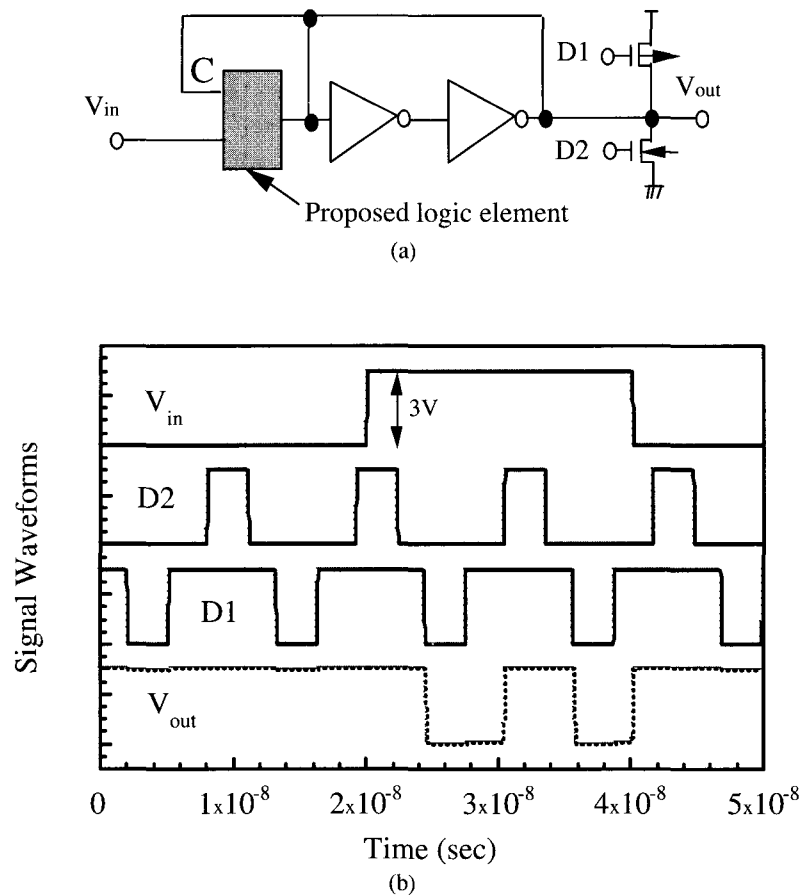 C
D1
V_in
V_out
D2
Proposed logic element
(a)
V_in
3V
D2
D1
V_out
Signal Waveforms
0 1x10^-8 2x10^-8 3x10^-8 4x10^-8 5x10^-8
Time (sec)
(b)